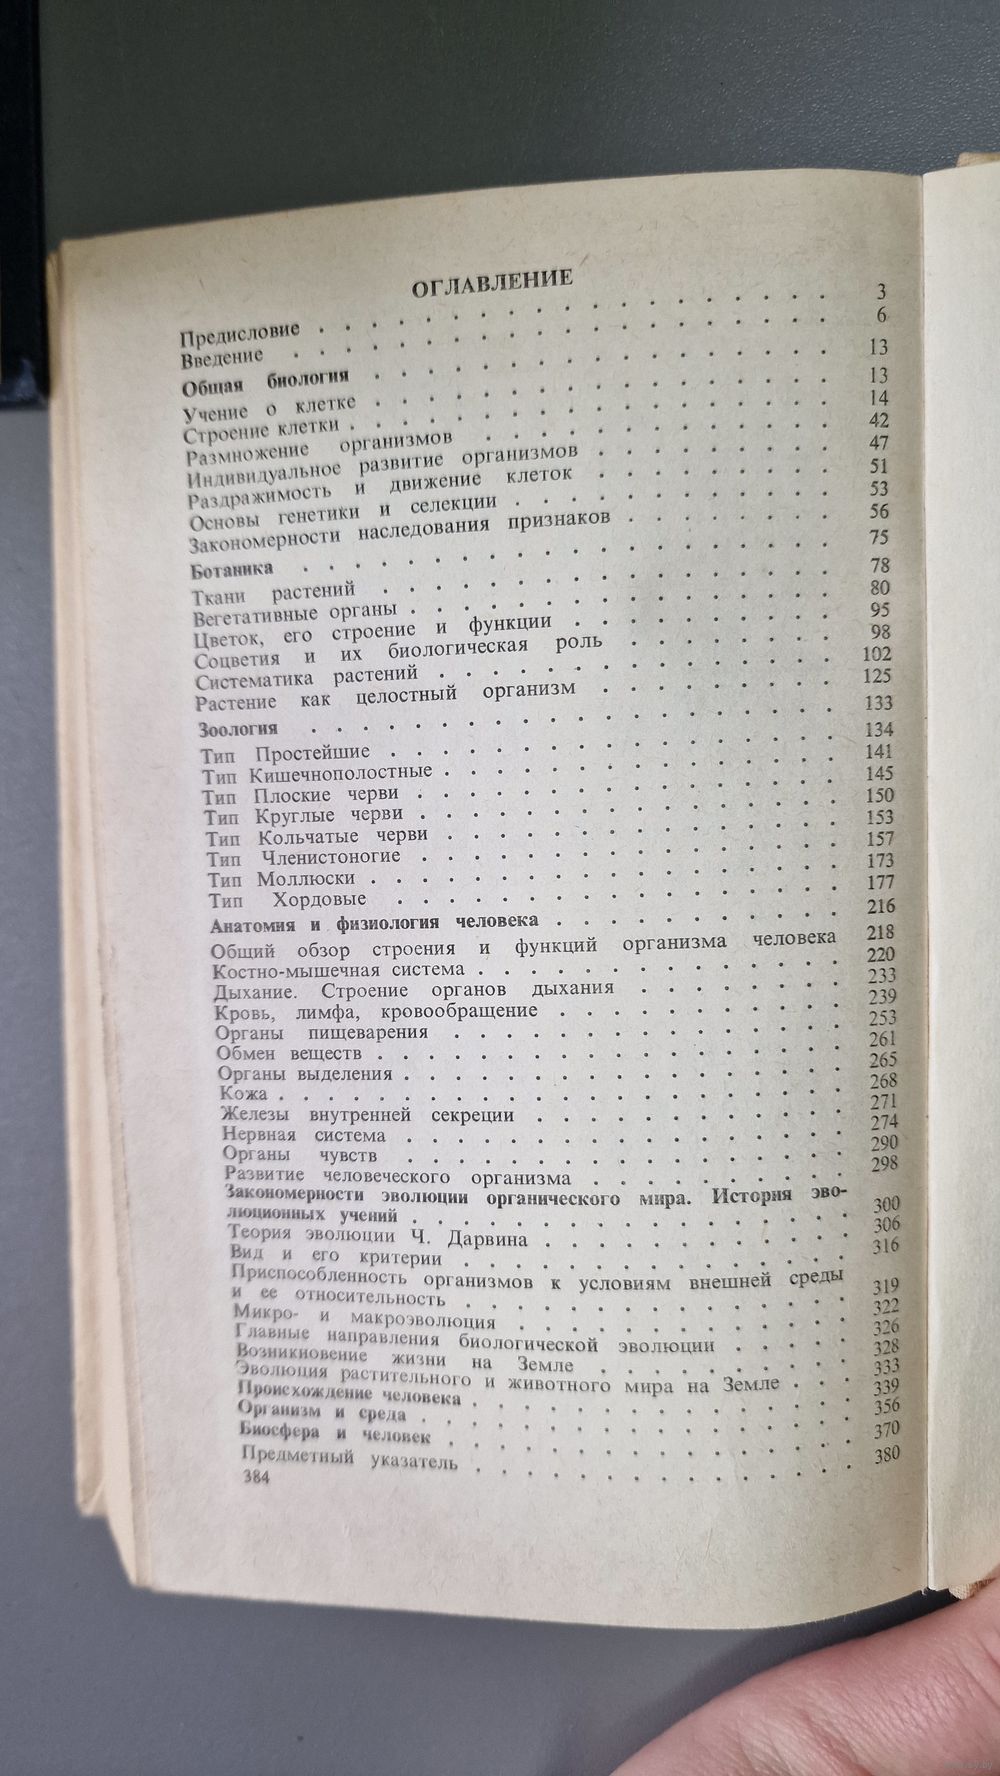 ОГЛАВЛЕНИЕ
Предисловие . . . . . . . . . . . . . . . . . . . . 3
Введение . . . . . . . . . . . . . . . . . . . . . 6
Общая биология . . . . . . . . . . . . . . . . . . 13
Учение о клетке . . . . . . . . . . . . . . . . . . 13
Строение клетки . . . . . . . . . . . . . . . . . . 14
Размножение организмов . . . . . . . . . . . . . . 42
Индивидуальное развитие организмов . . . . . . . . . 47
Раздражимость и движение клеток . . . . . . . . . 51
Основы генетики и селекции . . . . . . . . . . . . 53
Закономерности наследования признаков . . . . . . . . 56
Ботаника . . . . . . . . . . . . . . . . . . . . . 75
Ткани растений . . . . . . . . . . . . . . . . . . 78
Вегетативные органы . . . . . . . . . . . . . . . . 80
Цветок, его строение и функции . . . . . . . . . . 95
Соцветия и их биологическая роль . . . . . . . . 98
Систематика растений . . . . . . . . . . . . . . . 102
Растение как целостный организм . . . . . . . . . 125
Зоология . . . . . . . . . . . . . . . . . . . . 133
Тип Простейшие . . . . . . . . . . . . . . . . . 134
Тип Кишечнополостные . . . . . . . . . . . . . . . 141
Тип Плоские черви . . . . . . . . . . . . . . . . 145
Тип Круглые черви . . . . . . . . . . . . . . . . 150
Тип Кольчатые черви . . . . . . . . . . . . . . . 153
Тип Членистоногие . . . . . . . . . . . . . . . . 157
Тип Моллюски . . . . . . . . . . . . . . . . . . 173
Тип Хордовые . . . . . . . . . . . . . . . . . 177
Анатомия и физиология человека . . . . . . . . . . . 216
Общий обзор строения и функций организма человека 218
Костно-мышечная система . . . . . . . . . . . . . . 220
Дыхание. Строение органов дыхания . . . . . . . . 233
Кровь, лимфа, кровообращение . . . . . . . . . . . 239
Органы пищеварения . . . . . . . . . . . . . . . 253
Обмен веществ . . . . . . . . . . . . . . . . . . 261
Органы выделения . . . . . . . . . . . . . . . . . 265
Кожа . . . . . . . . . . . . . . . . . . . . . . 268
Железы внутренней секреции . . . . . . . . . . . . 271
Нервная система . . . . . . . . . . . . . . . . . 274
Органы чувств . . . . . . . . . . . . . . . . . 290
Развитие человеческого организма . . . . . . . . . . 298
Закономерности эволюции органического мира. История эво-
люционных учений . . . . . . . . . . . . . . . . . 300
Теория эволюции Ч. Дарвина . . . . . . . . . . . . 306
Вид и его критерии . . . . . . . . . . . . . . . 316
Приспособленность организмов к условиям внешней среды
и ее относительность . . . . . . . . . . . . . . . 319
Микро- и макроэволюция . . . . . . . . . . . . . 322
Главные направления биологической эволюции . . . . . 326
Возникновение жизни на Земле . . . . . . . . . . 328
Эволюция растительного и животного мира на Земле . . . 333
Происхождение человека . . . . . . . . . . . . . . . 339
Организм и среда . . . . . . . . . . . . . . . . . 356
Биосфера и человек . . . . . . . . . . . . . . . . 370
Предметный указатель . . . . . . . . . . . . . . . 380
384